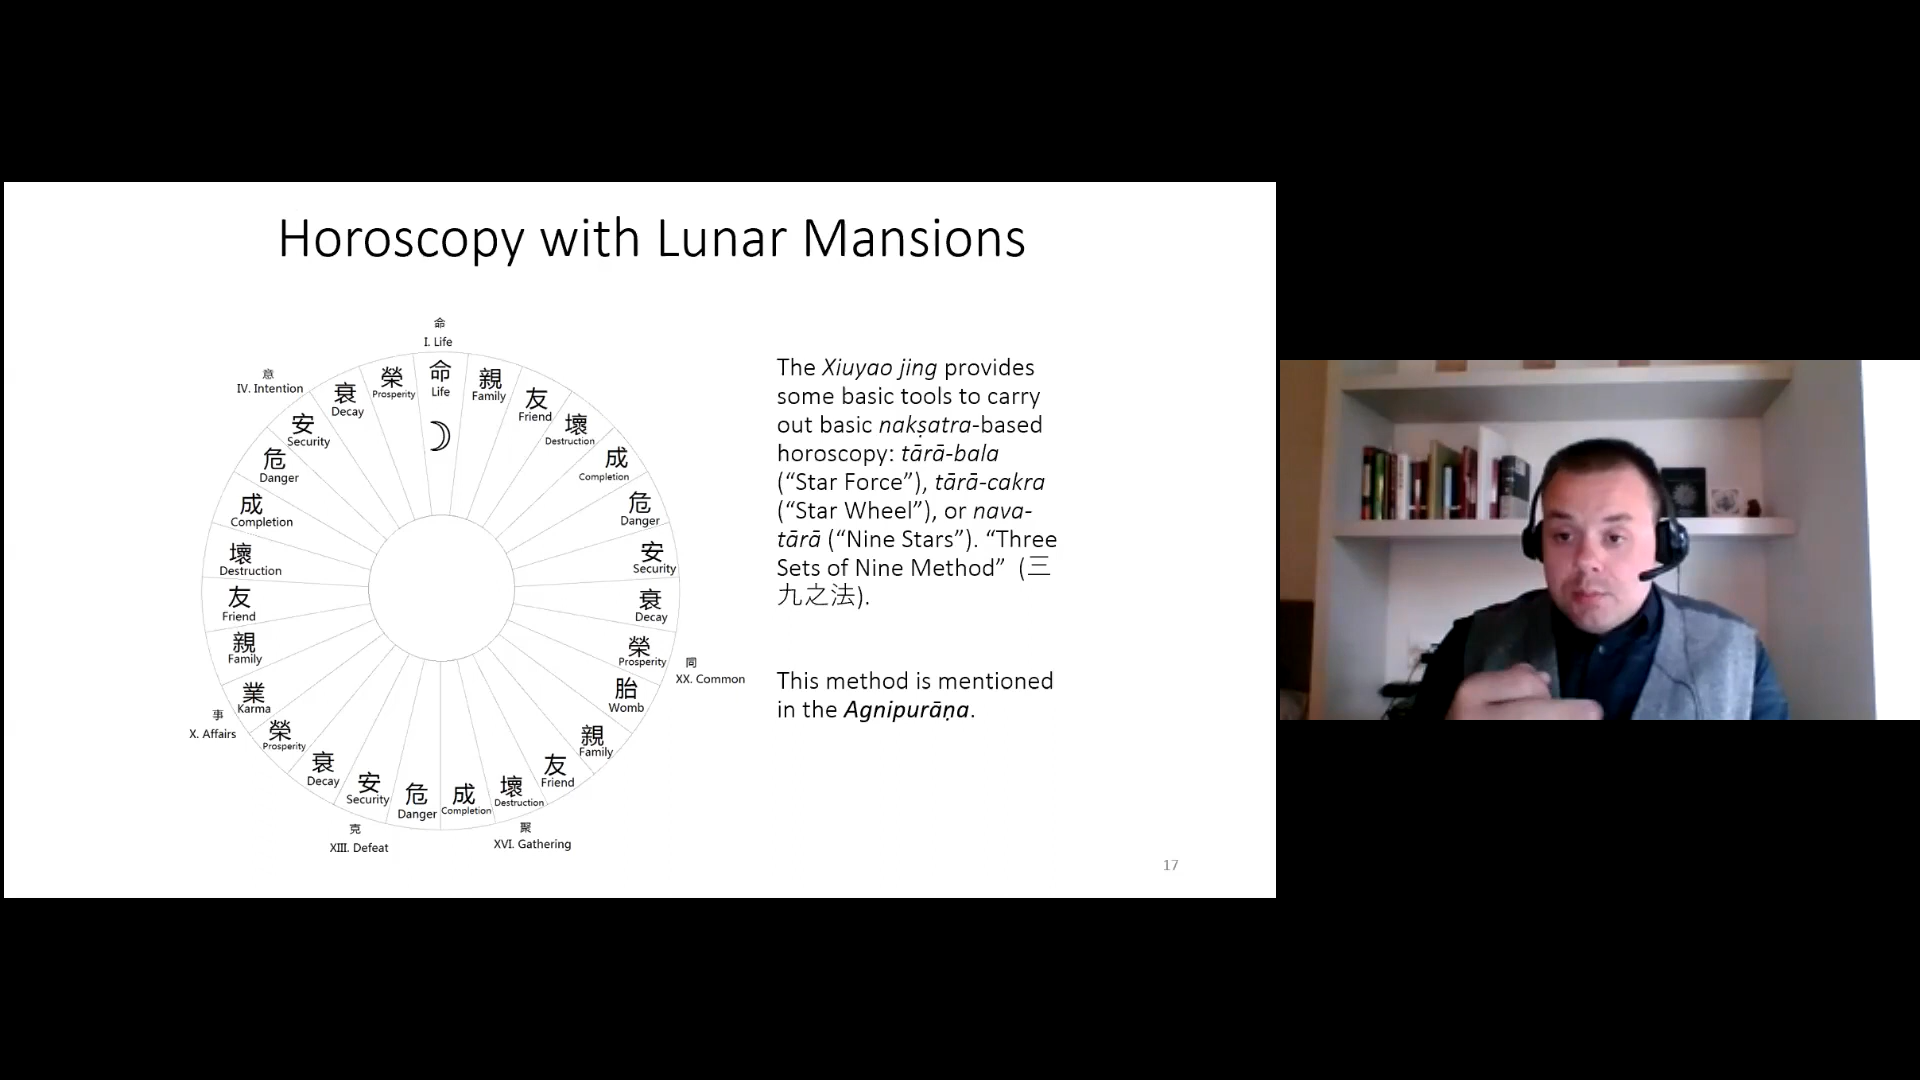 Horoscopy with Lunar Mansions
命
I. Life
意
IV. Intention
命
Life
親
Family
友
Friend
壞
Destruction
成
Completion
危
Danger
安
Security
衰
Decay
榮
Prosperity
同
XX. Common
胎
Womb
親
Family
友
Friend
壞
Destruction
聚
XVI. Gathering
成
Completion
危
Danger
安
Security
克
XIII. Defeat
衰
Decay
榮
Prosperity
業
Karma
事
X. Affairs
親
Family
友
Friend
壞
Destruction
成
Completion
危
Danger
安
Security
衰
Decay
榮
Prosperity
The Xiuyao jing provides
some basic tools to carry
out basic nakṣatra-based
horoscopy: tārā-bala
(“Star Force”), tārā-cakra
(“Star Wheel”), or nava-
tārā (“Nine Stars”). “Three
Sets of Nine Method” (三
九之法).
This method is mentioned
in the Agnipurāṇa.
17